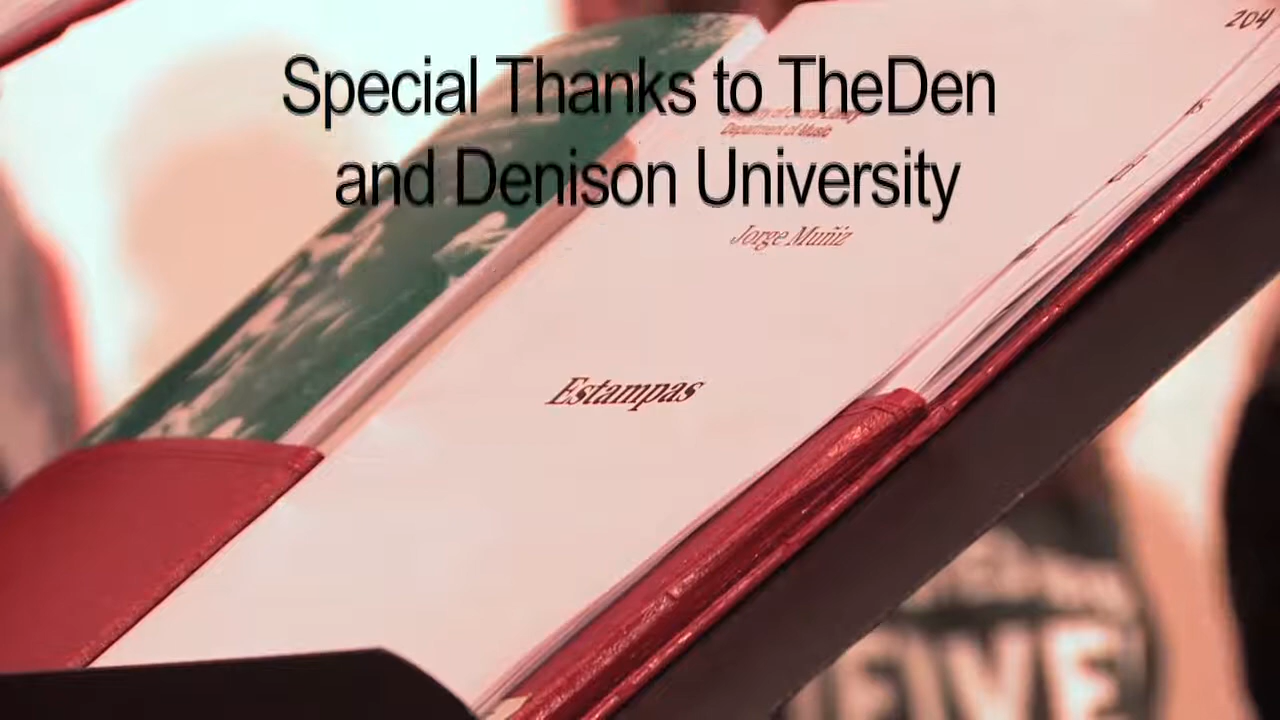 204
Special Thanks to TheDen
and Denison University
Department of Music
Jorge Muñiz
Estampas